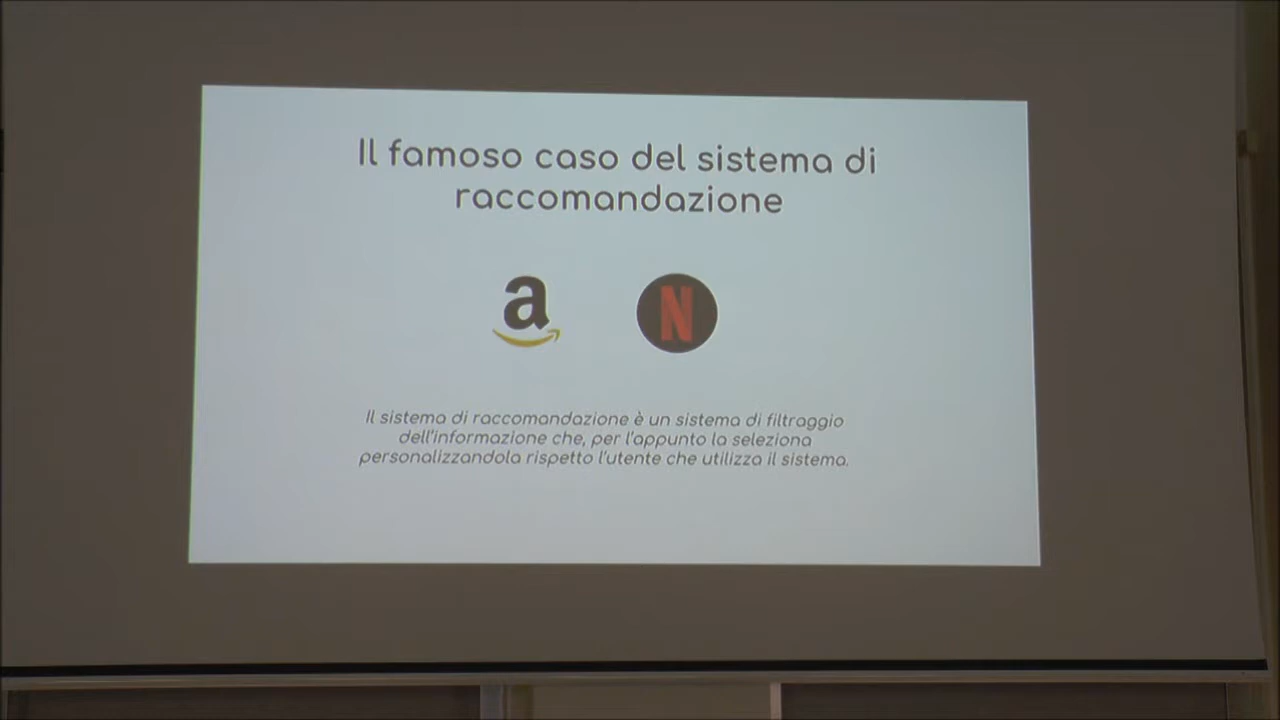 Il famoso caso del sistema di
raccomandazione
a
N
Il sistema di raccomandazione è un sistema di filtraggio
dell'informazione che, per l'appunto la seleziona
personalizzandola rispetto l'utente che utilizza il sistema.